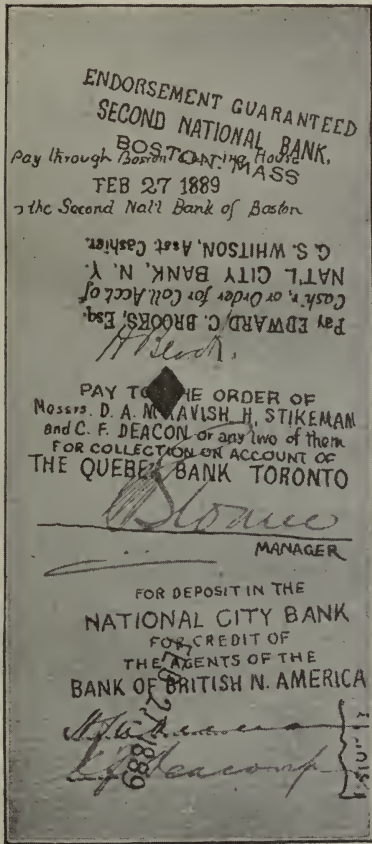 ENDORSEMENT GUARANTEED
SECOND NATIONAL BANK,
BOSTON. MASS
Pay through Boston Clearing House
FEB 27 1889
the Second Nat'l Bank of Boston
Pay EDWARD C. BROOKS, Esq.
Cash'r, or Order for Coll. Acct of
NAT'L CITY BANK, N. Y.
G. S. WHITSON, Asst Cashier.
PAY TO THE ORDER OF
Messrs. D. A. McTAVISH H. STIKEMAN
and C. F. DEACON or any two of them
FOR COLLECTION ON ACCOUNT OF
THE QUEBEC BANK TORONTO
Sloane
MANAGER
FOR DEPOSIT IN THE
NATIONAL CITY BANK
FOR CREDIT OF
THE AGENTS OF THE
BANK OF BRITISH N. AMERICA